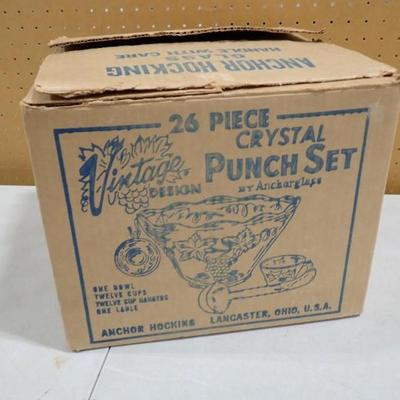 ANCHOR HOCKING
GLASS
HANDLE WITH CARE
26 PIECE
CRYSTAL
Vintage
DESIGN
PUNCH SET
BY Anchorglass
ONE BOWL
TWELVE CUPS
TWELVE CUP HANGERS
ONE LADLE
ANCHOR HOCKING LANCASTER, OHIO, U.S.A.